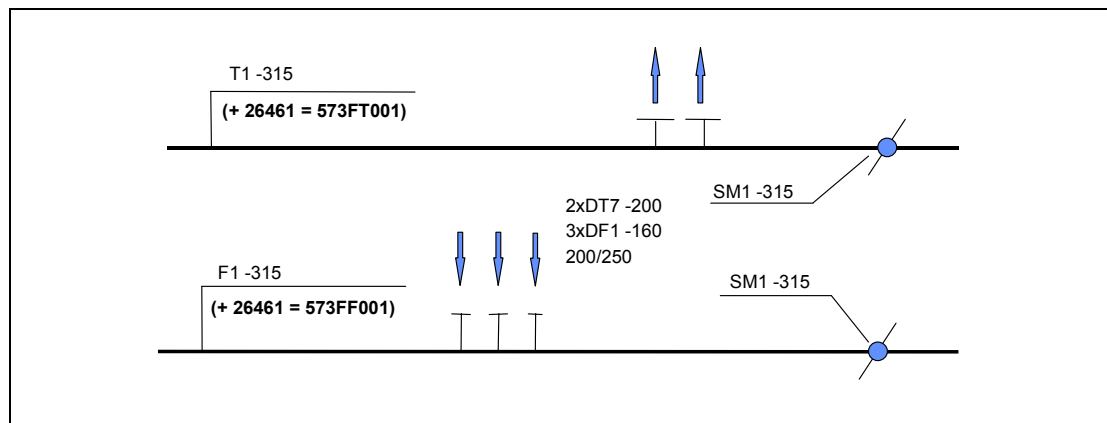 T1 -315
(+ 26461 = 573FT001)
SM1 -315
2xDT7 -200
3xDF1 -160
200/250
F1 -315
(+ 26461 = 573FF001)
SM1 -315